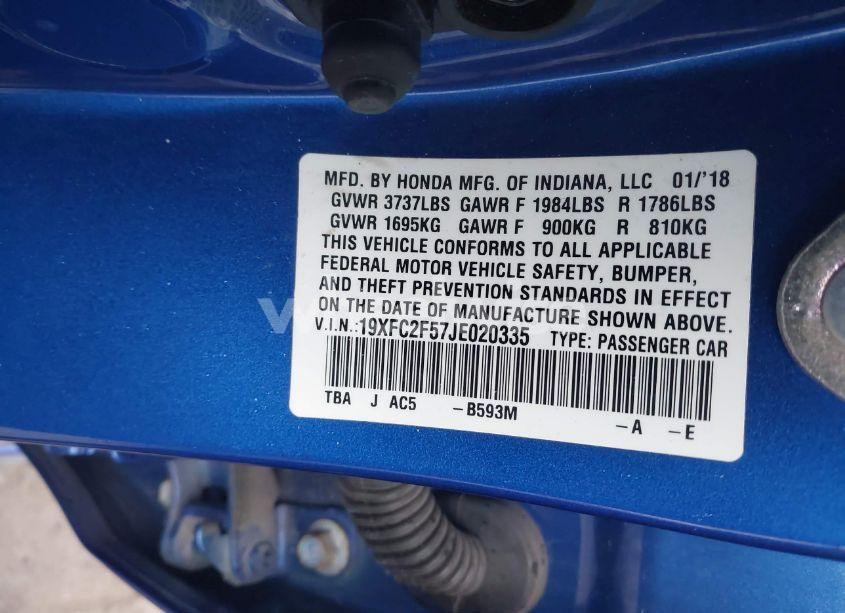 MFD. BY HONDA MFG. OF INDIANA, LLC 01/'18
GVWR 3737LBS GAWR F 1984LBS R 1786LBS
GVWR 1695KG GAWR F 900KG R 810KG
THIS VEHICLE CONFORMS TO ALL APPLICABLE
FEDERAL MOTOR VEHICLE SAFETY, BUMPER,
AND THEFT PREVENTION STANDARDS IN EFFECT
ON THE DATE OF MANUFACTURE SHOWN ABOVE.
V.I.N.:19XFC2F57JE020335 TYPE: PASSENGER CAR
TBA J AC5 -B593M -A -E